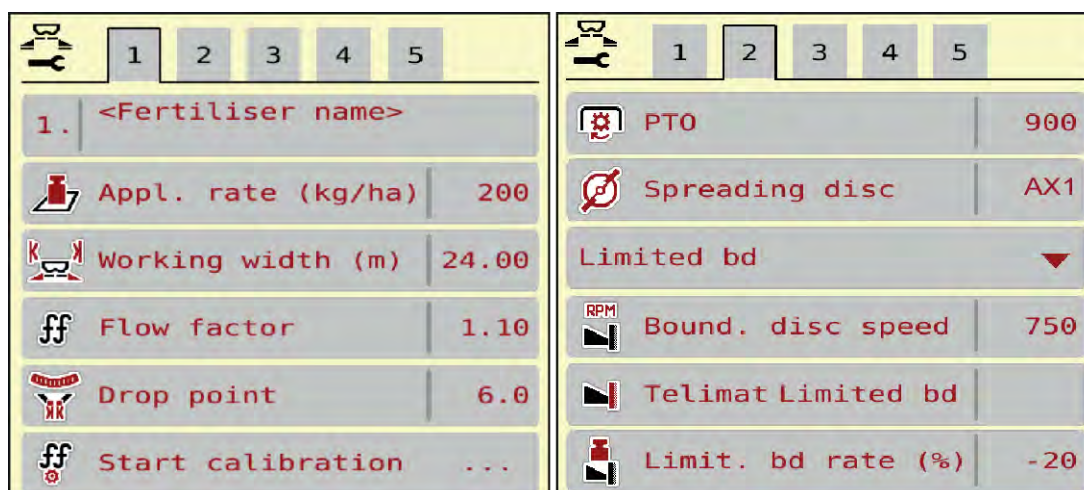 1 2 3 4 5
1. <Fertiliser name>
Appl. rate (kg/ha) 200
K K Working width (m) 24.00
ff Flow factor 1.10
Drop point 6.0
ff Start calibration ...
1 2 3 4 5
PTO 900
Spreading disc AX1
Limited bd
RPM Bound. disc speed 750
Telimat Limited bd
Limit. bd rate (%) -20